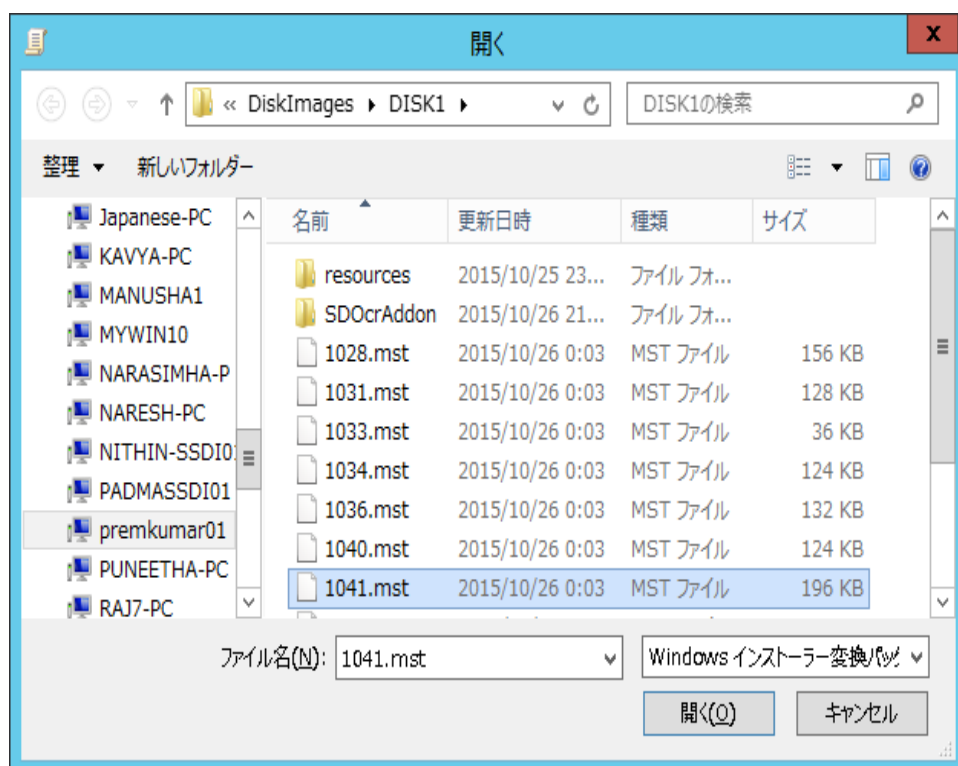 開く
x
« DiskImages DISK1
DISK1の検索
整理 新しいフォルダー
Japanese-PC
KAVYA-PC
MANUSHA1
MYWIN10
NARASIMHA-P
NARESH-PC
NITHIN-SSDI0
PADMASSDI01
premkumar01
PUNEETHA-PC
RAJ7-PC
名前 更新日時 種類 サイズ
resources 2015/10/25 23... ファイル フォ...
SDOcrAddon 2015/10/26 21... ファイル フォ...
1028.mst 2015/10/26 0:03 MST ファイル 156 KB
1031.mst 2015/10/26 0:03 MST ファイル 128 KB
1033.mst 2015/10/26 0:03 MST ファイル 36 KB
1034.mst 2015/10/26 0:03 MST ファイル 124 KB
1036.mst 2015/10/26 0:03 MST ファイル 132 KB
1040.mst 2015/10/26 0:03 MST ファイル 124 KB
1041.mst 2015/10/26 0:03 MST ファイル 196 KB
ファイル名(N): 1041.mst Windows インストーラー変換パッ
開く(O) キャンセル